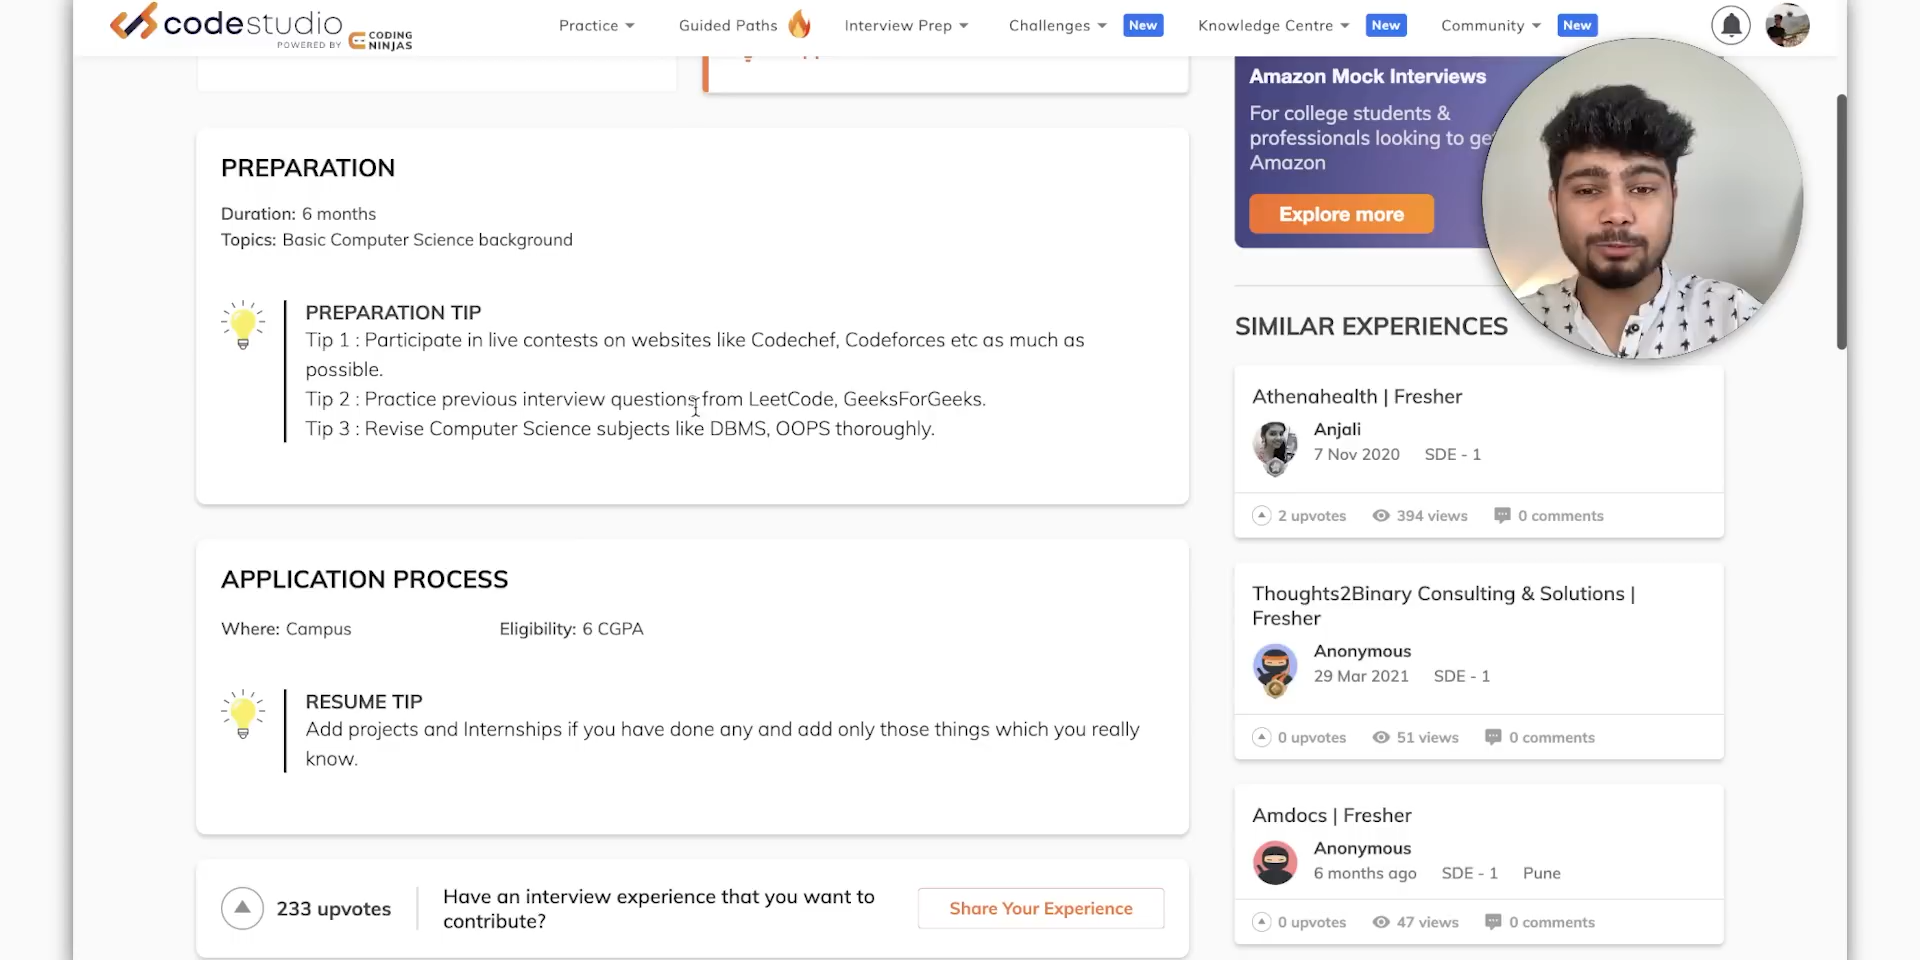 codestudio
POWERED BY CODING NINJAS
Practice
Guided Paths
Interview Prep
Challenges
New
Knowledge Centre
New
Community
New
PREPARATION
Duration: 6 months
Topics: Basic Computer Science background
PREPARATION TIP
Tip 1 : Participate in live contests on websites like Codechef, Codeforces etc as much as
possible.
Tip 2 : Practice previous interview questions from LeetCode, GeeksForGeeks.
Tip 3 : Revise Computer Science subjects like DBMS, OOPS thoroughly.
APPLICATION PROCESS
Where: Campus
Eligibility: 6 CGPA
RESUME TIP
Add projects and Internships if you have done any and add only those things which you really
know.
233 upvotes
Have an interview experience that you want to
contribute?
Share Your Experience
Amazon Mock Interviews
For college students &
professionals looking to
Amazon
Explore more
SIMILAR EXPERIENCES
Athenahealth | Fresher
Anjali
7 Nov 2020 SDE - 1
2 upvotes 394 views 0 comments
Thoughts2Binary Consulting & Solutions |
Fresher
Anonymous
29 Mar 2021 SDE - 1
0 upvotes 51 views 0 comments
Amdocs | Fresher
Anonymous
6 months ago SDE - 1 Pune
0 upvotes 47 views 0 comments